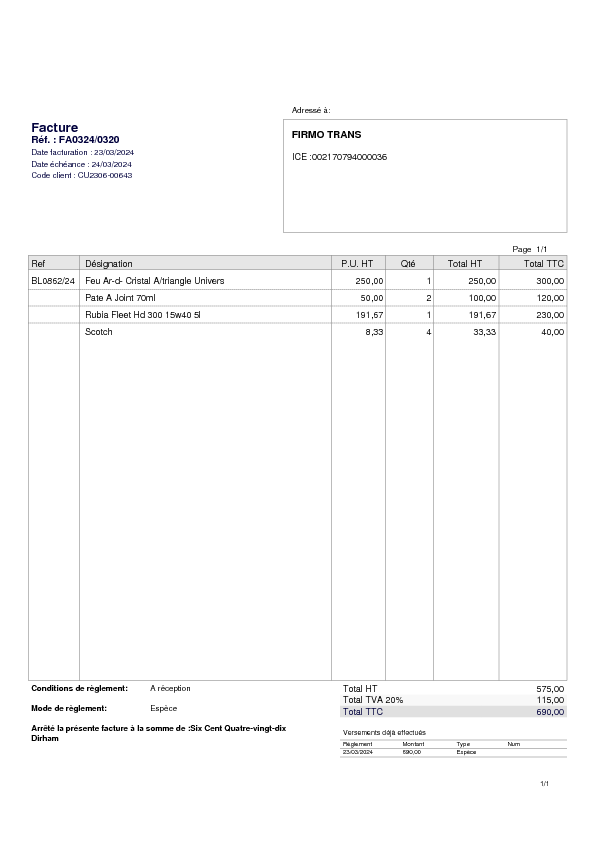 Adressé à:
Facture
Réf. : FA0324/0320
Date facturation : 23/03/2024
Date échéance : 24/03/2024
Code client : CU2306-00643
FIRMO TRANS
ICE :002170794000036
Page 1/1
Ref Désignation P.U. HT Qté Total HT Total TTC
BL0862/24 Feu Ar-d- Cristal A/triangle Univers 250,00 1 250,00 300,00
Pate A Joint 70ml 50,00 2 100,00 120,00
Rubia Fleet Hd 300 15w40 5l 191,67 1 191,67 230,00
Scotch 8,33 4 33,33 40,00
Conditions de règlement: A réception
Mode de règlement: Espèce
Arrêté la présente facture à la somme de :Six Cent Quatre-vingt-dix
Dirham
Total HT 575,00
Total TVA 20% 115,00
Total TTC 690,00
Versements déjà effectués
Règlement Montant Type Num
23/03/2024 690,00 Espèce
1/1